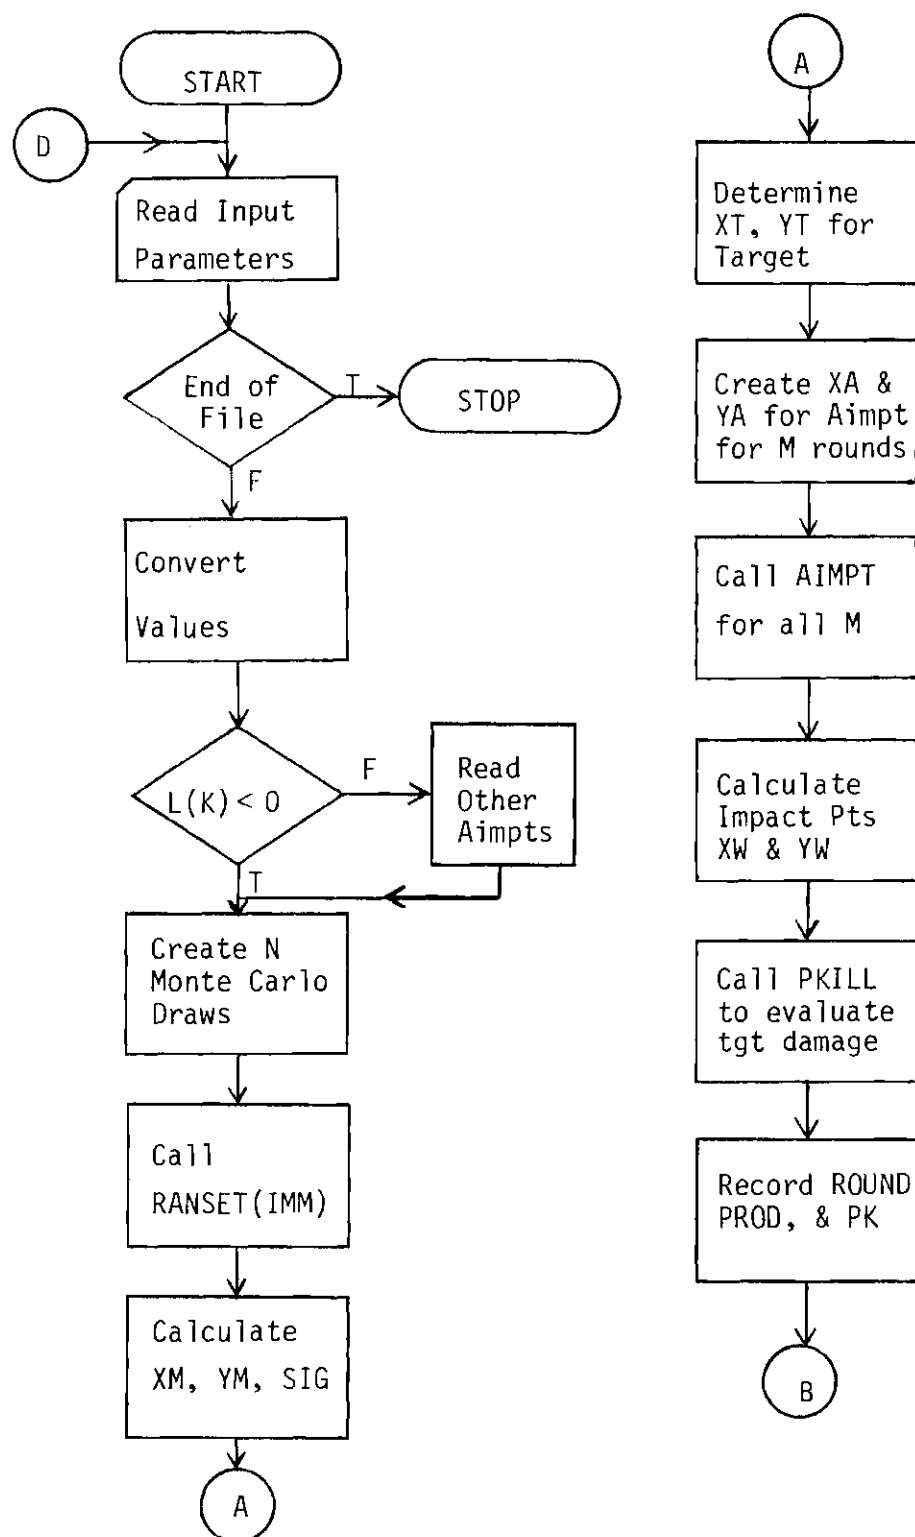 START
D
Read Input
Parameters
End of
File
T
STOP
F
Convert
Values
L(K) < 0
F
Read
Other
Aimpts
T
Create N
Monte Carlo
Draws
Call
RANSET(IMM)
Calculate
XM, YM, SIG
A
A
Determine
XT, YT for
Target
Create XA &
YA for Aimpt
for M rounds.
Call AIMPT
for all M
Calculate
Impact Pts
XW & YW
Call PKILL
to evaluate
tgt damage
Record ROUND
PROD, & PK
B